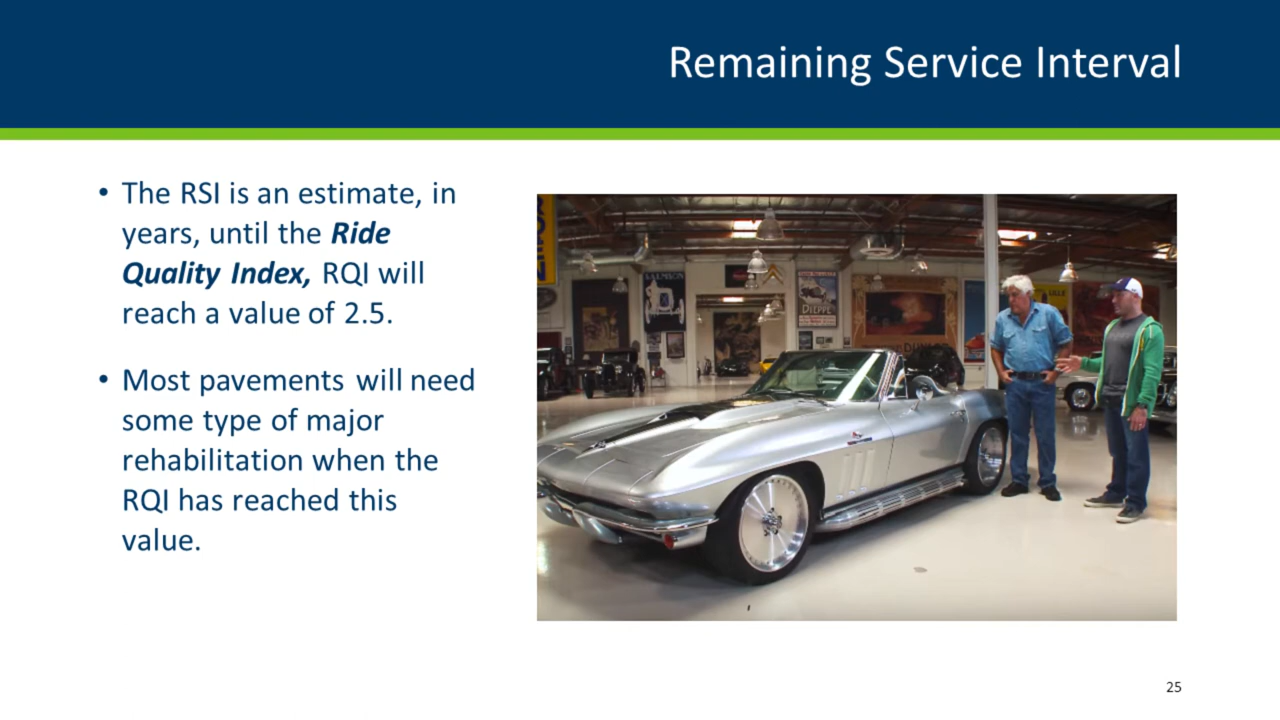 Remaining Service Interval
• The RSI is an estimate, in
years, until the Ride
Quality Index, RQI will
reach a value of 2.5.
• Most pavements will need
some type of major
rehabilitation when the
RQI has reached this
value.
DIEPPE
25